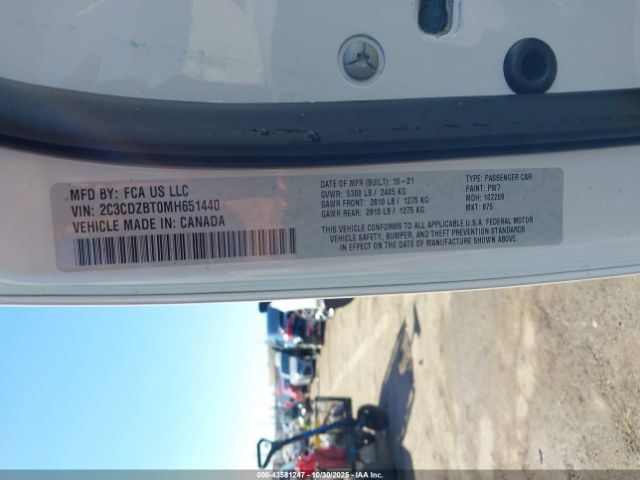 MFD BY: FCA US LLC
VIN: 2C3CDZBT0MH651440
VEHICLE MADE IN: CANADA
DATE OF MFR (BUILT): 10-21
GVWR: 5300 LB / 2405 KG
GAWR FRONT: 2810 LB / 1275 KG
GAWR REAR: 2810 LB / 1275 KG
TYPE: PASSENGER CAR
PAINT: PW7
MDH: 102209
MKT: 875
THIS VEHICLE CONFORMS TO ALL APPLICABLE U.S.A. FEDERAL MOTOR
VEHICLE SAFETY, BUMPER, AND THEFT PREVENTION STANDARDS IN
EFFECT ON THE DATE OF MANUFACTURE SHOWN ABOVE.
00-43581247 - 10/30/2025 - COPYRIGHT - IAA, LLC